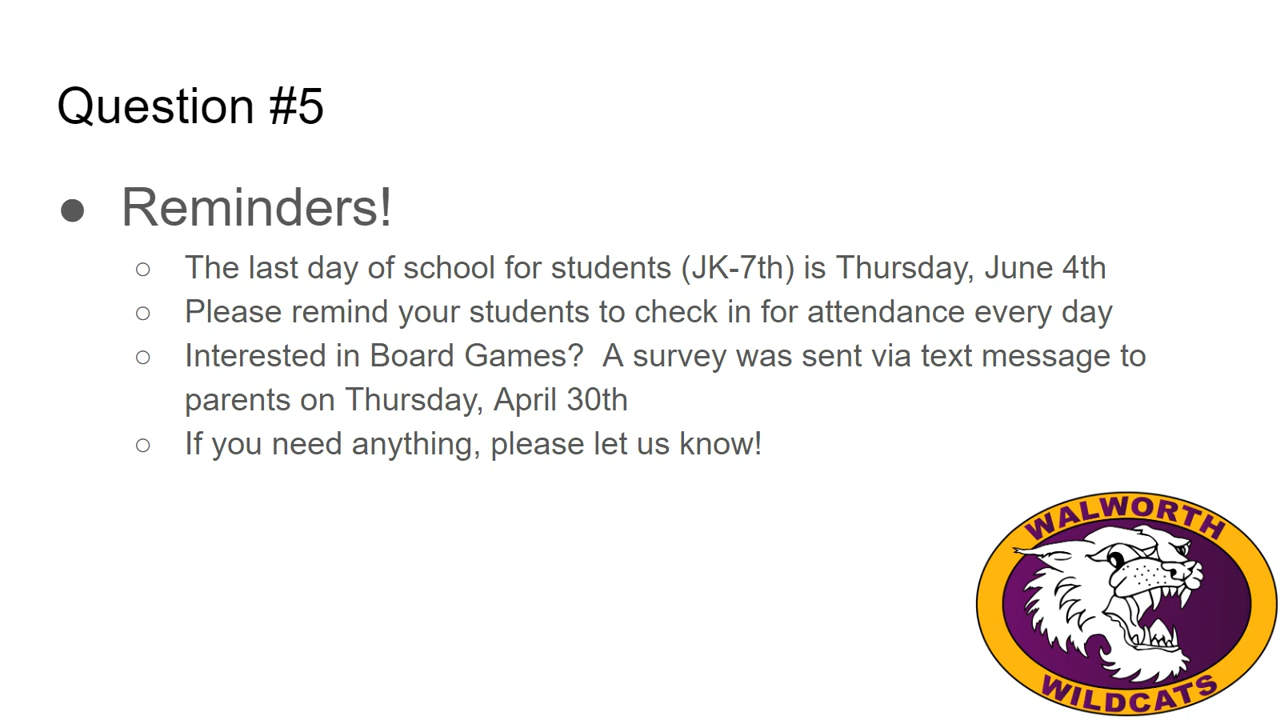 Question #5
● Reminders!
○ The last day of school for students (JK-7th) is Thursday, June 4th
○ Please remind your students to check in for attendance every day
○ Interested in Board Games?  A survey was sent via text message to
parents on Thursday, April 30th
○ If you need anything, please let us know!
WALWORTH
WILDCATS